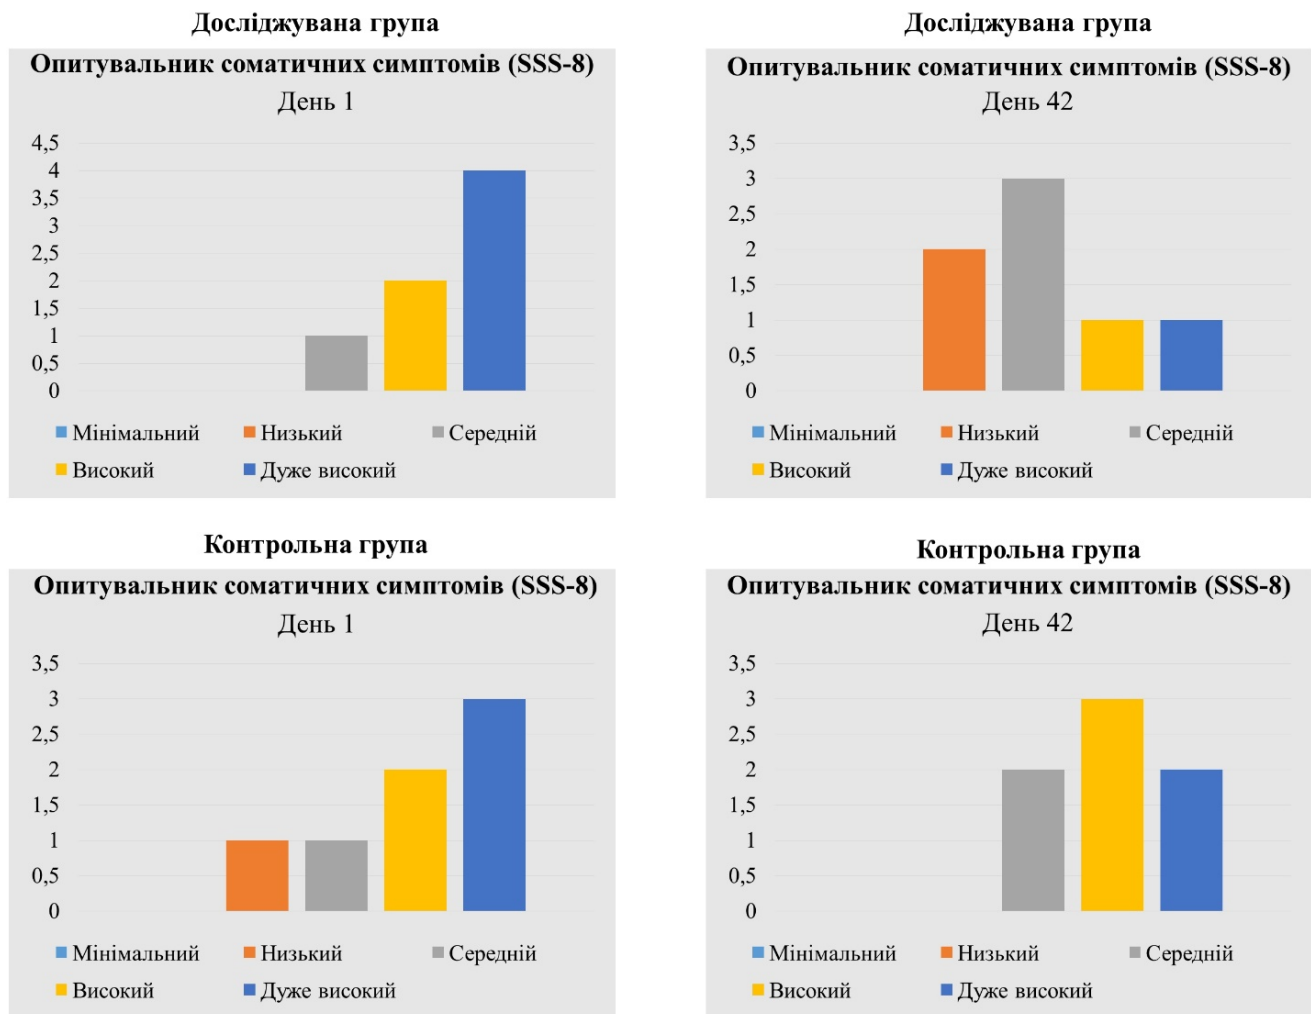 Досліджувана група
Опитувальник соматичних симптомів (SSS-8)
День 1
4,5
4
3,5
3
2,5
2
1,5
1
0,5
0
Мінімальний Низький Середній
Високий Дуже високий
Досліджувана група
Опитувальник соматичних симптомів (SSS-8)
День 42
3,5
3
2,5
2
1,5
1
0,5
0
Мінімальний Низький Середній
Високий Дуже високий
Контрольна група
Опитувальник соматичних симптомів (SSS-8)
День 1
3,5
3
2,5
2
1,5
1
0,5
0
Мінімальний Низький Середній
Високий Дуже високий
Контрольна група
Опитувальник соматичних симптомів (SSS-8)
День 42
3,5
3
2,5
2
1,5
1
0,5
0
Мінімальний Низький Середній
Високий Дуже високий